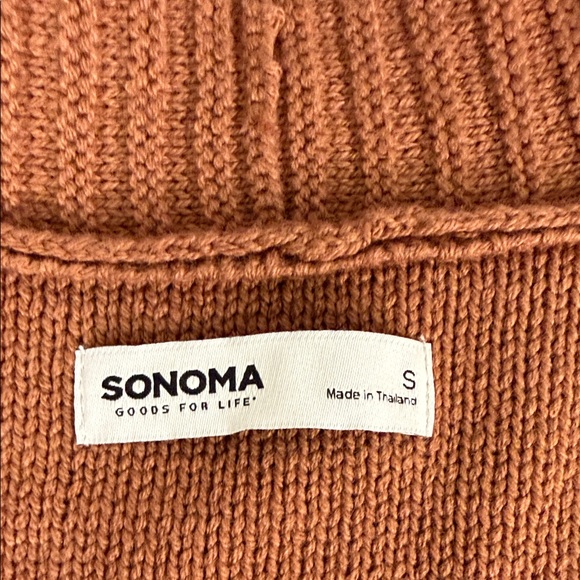 SONOMA
GOODS FOR LIFE*
S
Made in Thailand